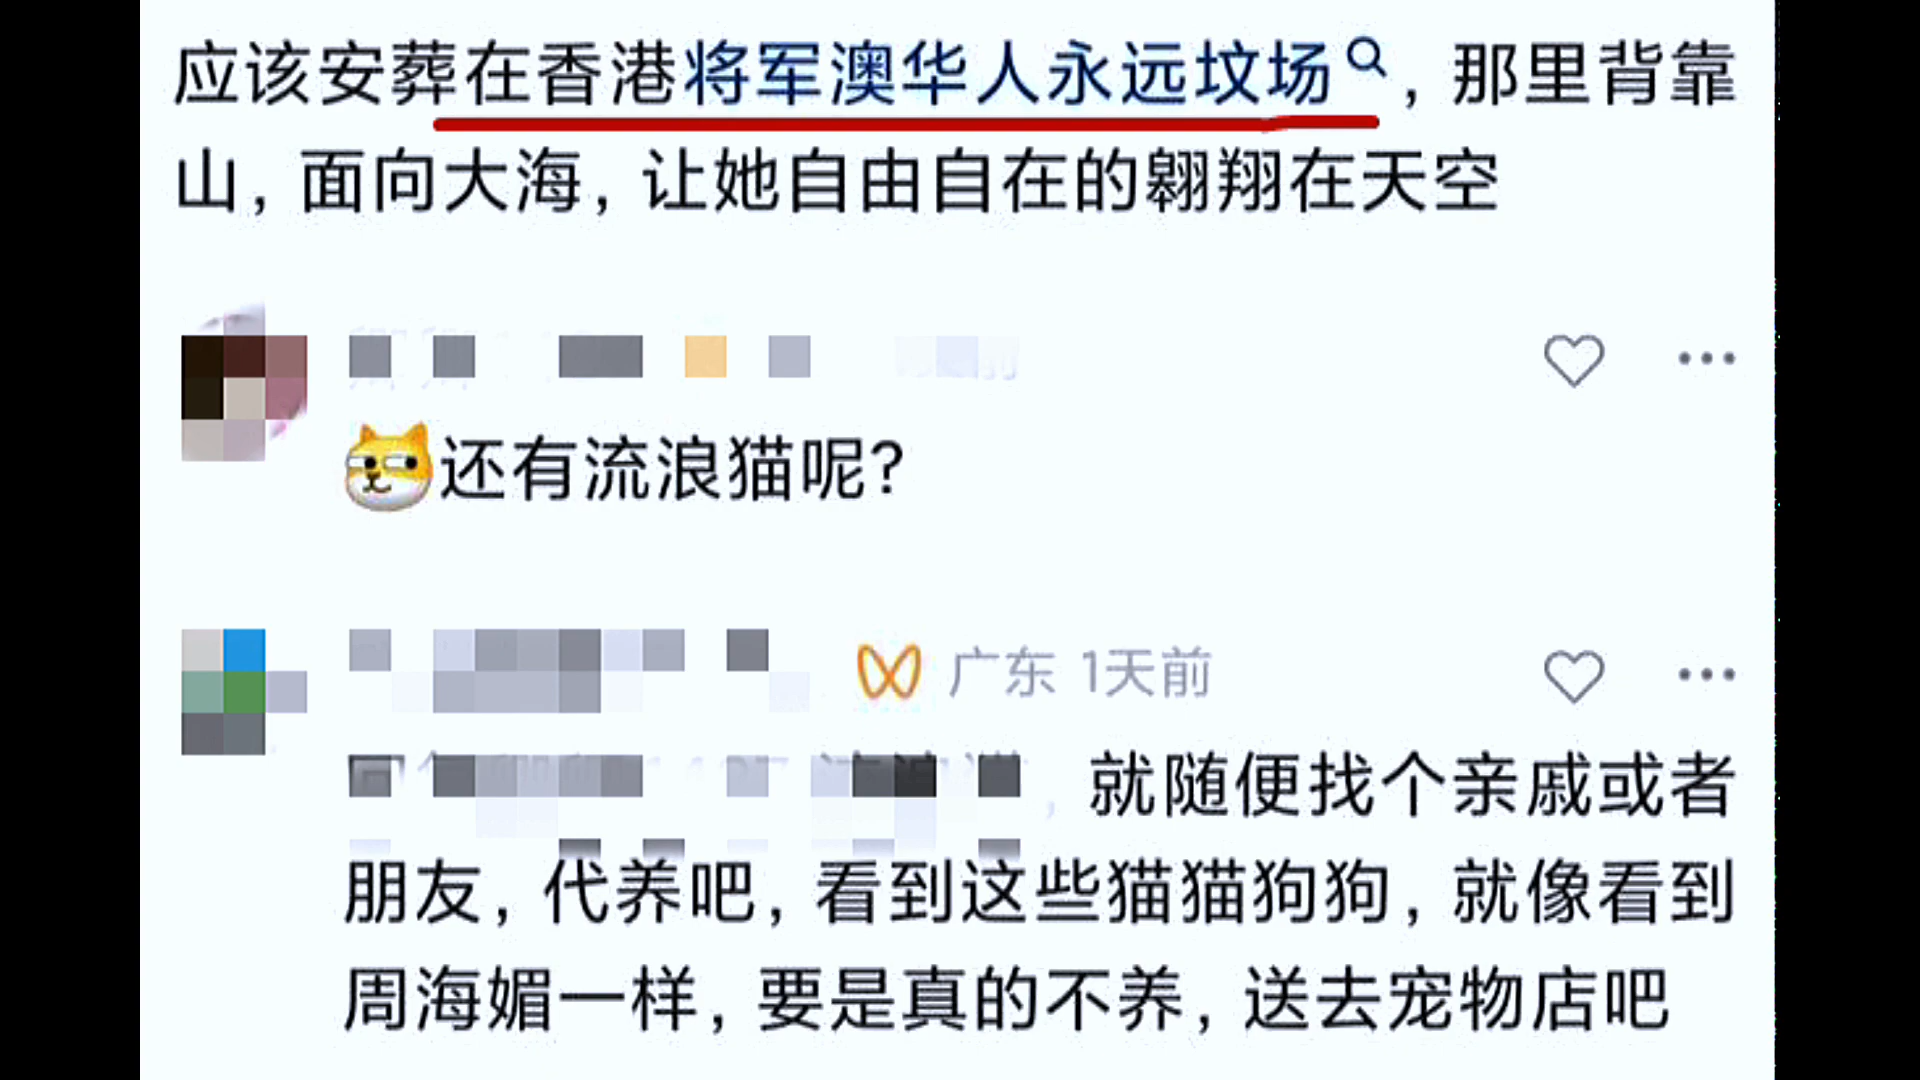 应该安葬在香港将军澳华人永远坟场，那里背靠
山，面向大海，让她自由自在的翱翔在天空
还有流浪猫呢?
广东 1天前
，就随便找个亲戚或者
朋友，代养吧，看到这些猫猫狗狗，就像看到
周海媚一样，要是真的不养，送去宠物店吧